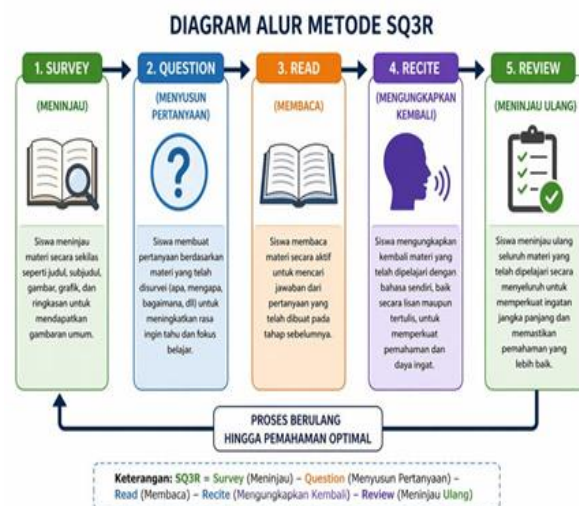 DIAGRAM ALUR METODE SQ3R
1. SURVEY
(MENINJAU)
Siswa meninjau
materi secara sekilas
seperti judul, subjudul,
gambar, grafik, dan
ringkasan untuk
mendapatkan
gambaran umum.
2. QUESTION
(MENYUSUN
PERTANYAAN)
?
Siswa membuat
pertanyaan berdasarkan
materi yang telah
disurvei (apa, mengapa,
bagaimana, dll) untuk
meningkatkan rasa
ingin tahu dan fokus
belajar.
3. READ
(MEMBACA)
Siswa membaca
materi secara aktif
untuk mencari
jawaban dari
pertanyaan yang
telah dibuat pada
tahap sebelumnya.
4. RECITE
(MENGUNGKAPKAN
KEMBALI)
Siswa mengungkapkan
kembali materi yang
telah dipelajari dengan
bahasa sendiri, baik
secara lisan maupun
tertulis, untuk
memperkuat
pemahaman dan
daya ingat.
5. REVIEW
(MENINJAU ULANG)
Siswa meninjau ulang
seluruh materi yang
telah dipelajari secara
menyeluruh untuk
memperkuat ingatan
jangka panjang dan
memastikan
pemahaman yang
lebih baik.
PROSES BERULANG
HINGGA PEMAHAMAN OPTIMAL
Keterangan: SQ3R = Survey (Meninjau) – Question (Menyusun Pertanyaan) –
Read (Membaca) – Recite (Mengungkapkan Kembali) – Review (Meninjau Ulang)